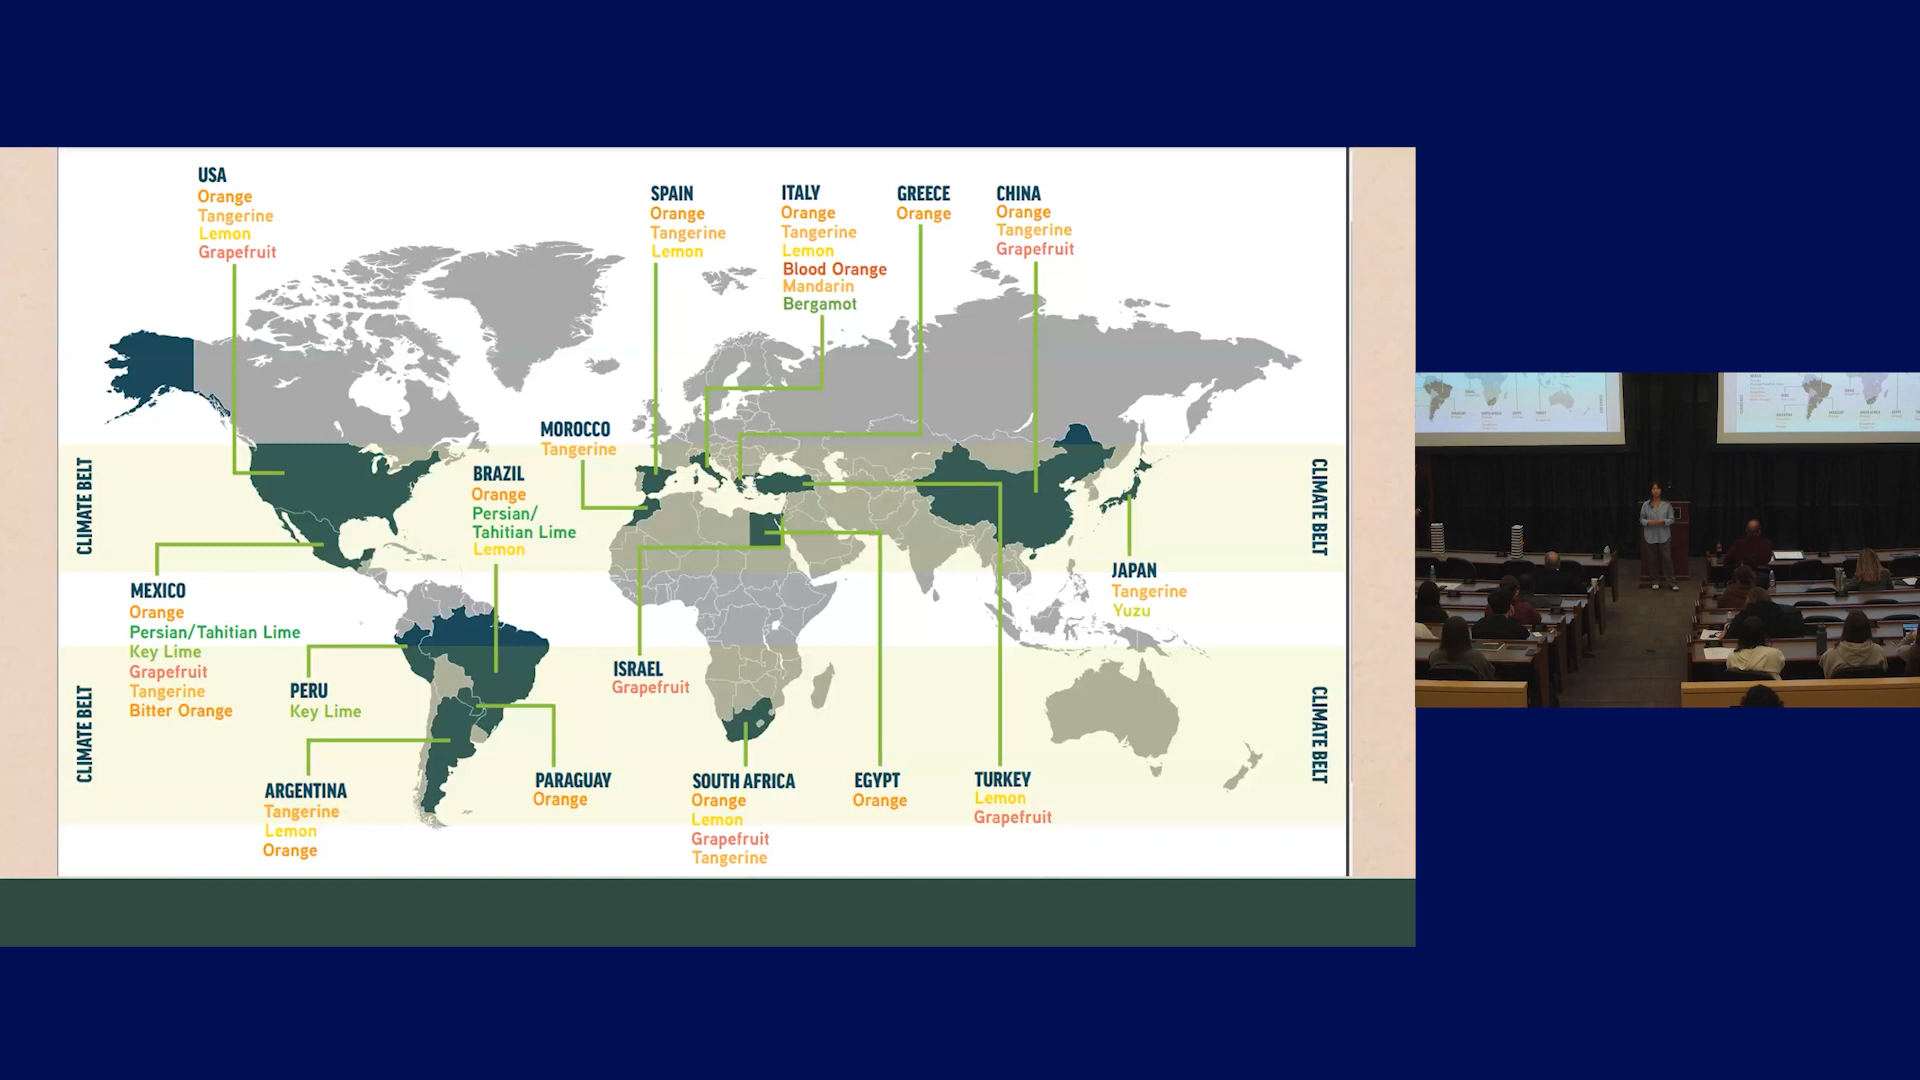 USA
Orange
Tangerine
Lemon
Grapefruit
SPAIN
Orange
Tangerine
Lemon
ITALY
Orange
Tangerine
Lemon
Blood Orange
Mandarin
Bergamot
GREECE
Orange
CHINA
Orange
Tangerine
Grapefruit
MOROCCO
Tangerine
BRAZIL
Orange
Persian/
Tahitian Lime
Lemon
CLIMATE BELT
CLIMATE BELT
MEXICO
Orange
Persian/Tahitian Lime
Key Lime
Grapefruit
Tangerine
Bitter Orange
JAPAN
Tangerine
Yuzu
PERU
Key Lime
ISRAEL
Grapefruit
CLIMATE BELT
CLIMATE BELT
ARGENTINA
Tangerine
Lemon
Orange
PARAGUAY
Orange
SOUTH AFRICA
Orange
Lemon
Grapefruit
Tangerine
EGYPT
Orange
TURKEY
Lemon
Grapefruit